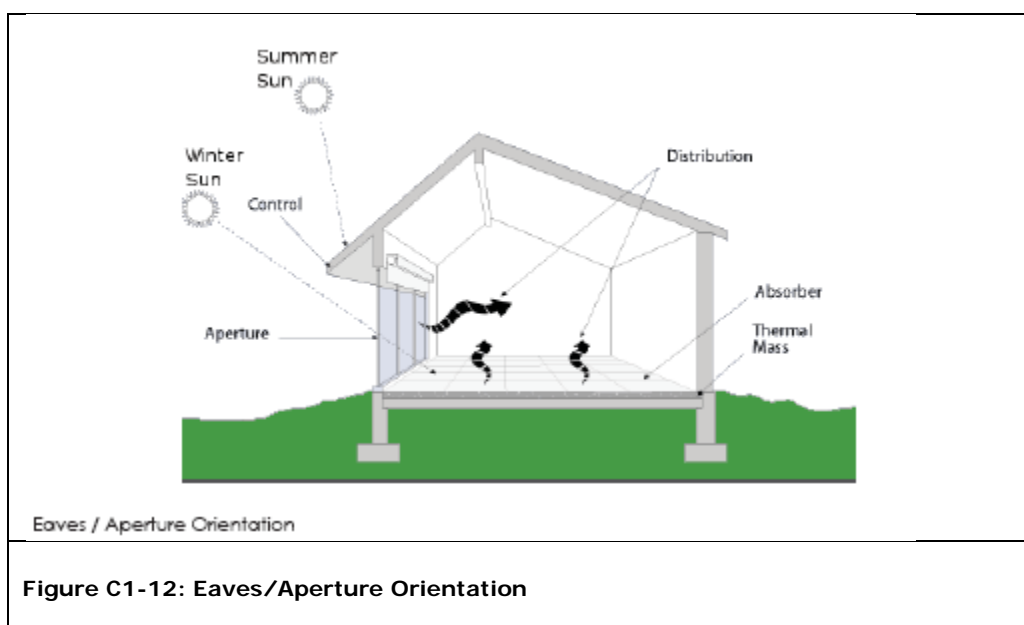 Summer
Sun
Winter
Sun
Control
Distribution
Absorber
Aperture
Thermal
Mass
Eaves / Aperture Orientation
Figure C1-12: Eaves/Aperture Orientation